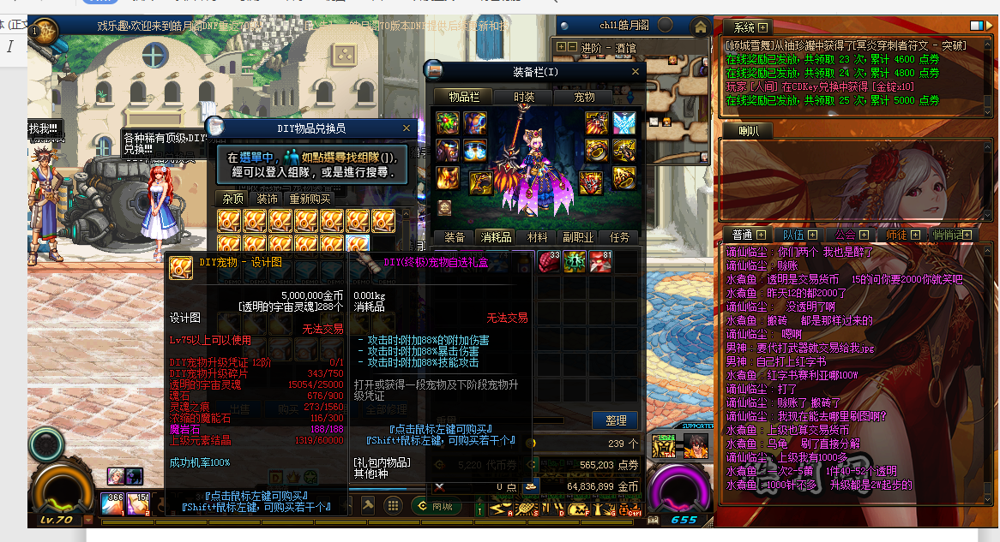 戏乐趣,欢迎来到皓月阁DNF重返70
皓月阁70版本DNF提供后续更新和技
1
ch11.皓月阁
进阶 - 酒馆
找我!!!
各种稀有顶级,DIY
兑换!!!
DIY物品兑换员
在選單中，如點選尋找組隊(]),
經可以登入組隊，或是進行搜尋.
杂项
装饰
重新购买
DIY宠物 - 设计图
5,000,000金币
[透明的宇宙灵魂]288个
设计图
无法交易
Lv75以上可以使用
DIY宠物升级凭证 12阶 0/1
DIY宠物升级碎片 343/750
透明的宇宙灵魂 15054/25000
魂石 676/900
灵魂之痕 273/1580
浓缩的魔能石 116/300
魔岩石 188/188
上级元素结晶 1319/60000
成功机率100%
『点击鼠标左键可购买』
『Shift+鼠标左键，可购买若干个』
DIY(终极)宠物自选礼盒
0.001kg
消耗品
无法交易
- 攻击时:附加88%的附加伤害
- 攻击时:附加88%暴击伤害
- 攻击时:附加88%技能攻击
打开或获得一段宠物及下阶段宠物升
级凭证
『点击鼠标左键可购买』
『Shift+鼠标左键，可购买若干个』
[礼包内物品]
其他1种
装备栏(I)
物品栏
时装
宠物
装备
消耗品
材料
副职业
任务
33
81
整理
239 个
5,220 代币券
565,203 点券
0 点
64,836,899 金币
366
151
1
2
Lv.70
商城
A
S
D
F
G
Ctrl
SUPPORTER
655
系统
[倾城雪舞]从袖珍罐中获得了[冥炎穿刺者符文 - 突破]
在线奖励已发放，共领取 23 次，累计 4600 点券
在线奖励已发放，共领取 24 次，累计 4800 点券
玩家 [人间] 在CDKey兑换中获得 [金锭x10]
在线奖励已发放，共领取 25 次，累计 5000 点券
喇叭
普通
队伍
公会
师徒
悄悄话
谪仙临尘：你们两个 我也是醉了
谪仙临尘：赊账
水煮鱼：透明是交易货币 15的问你要2000你就笑吧
水煮鱼：昨天12的都2000了
谪仙临尘： 没透明了啊
水煮鱼：搬砖 都是那样过来的
谪仙临尘： 嗯啊
男神：要代打武器就交易给我jpg
男神：自己打上红字书
水煮鱼：红字书赛利亚哪100W
谪仙临尘：打了
谪仙临尘：赊账了 搬砖了
谪仙临尘：我现在能去哪里刷图啊?
水煮鱼：上级也算交易货币
水煮鱼：乌龟 刷了直接分解
谪仙临尘：我这有1000多
水煮鱼：一次2-5黄 1件40-52个透明
水煮鱼：1000针不多 升级都是2W起步的